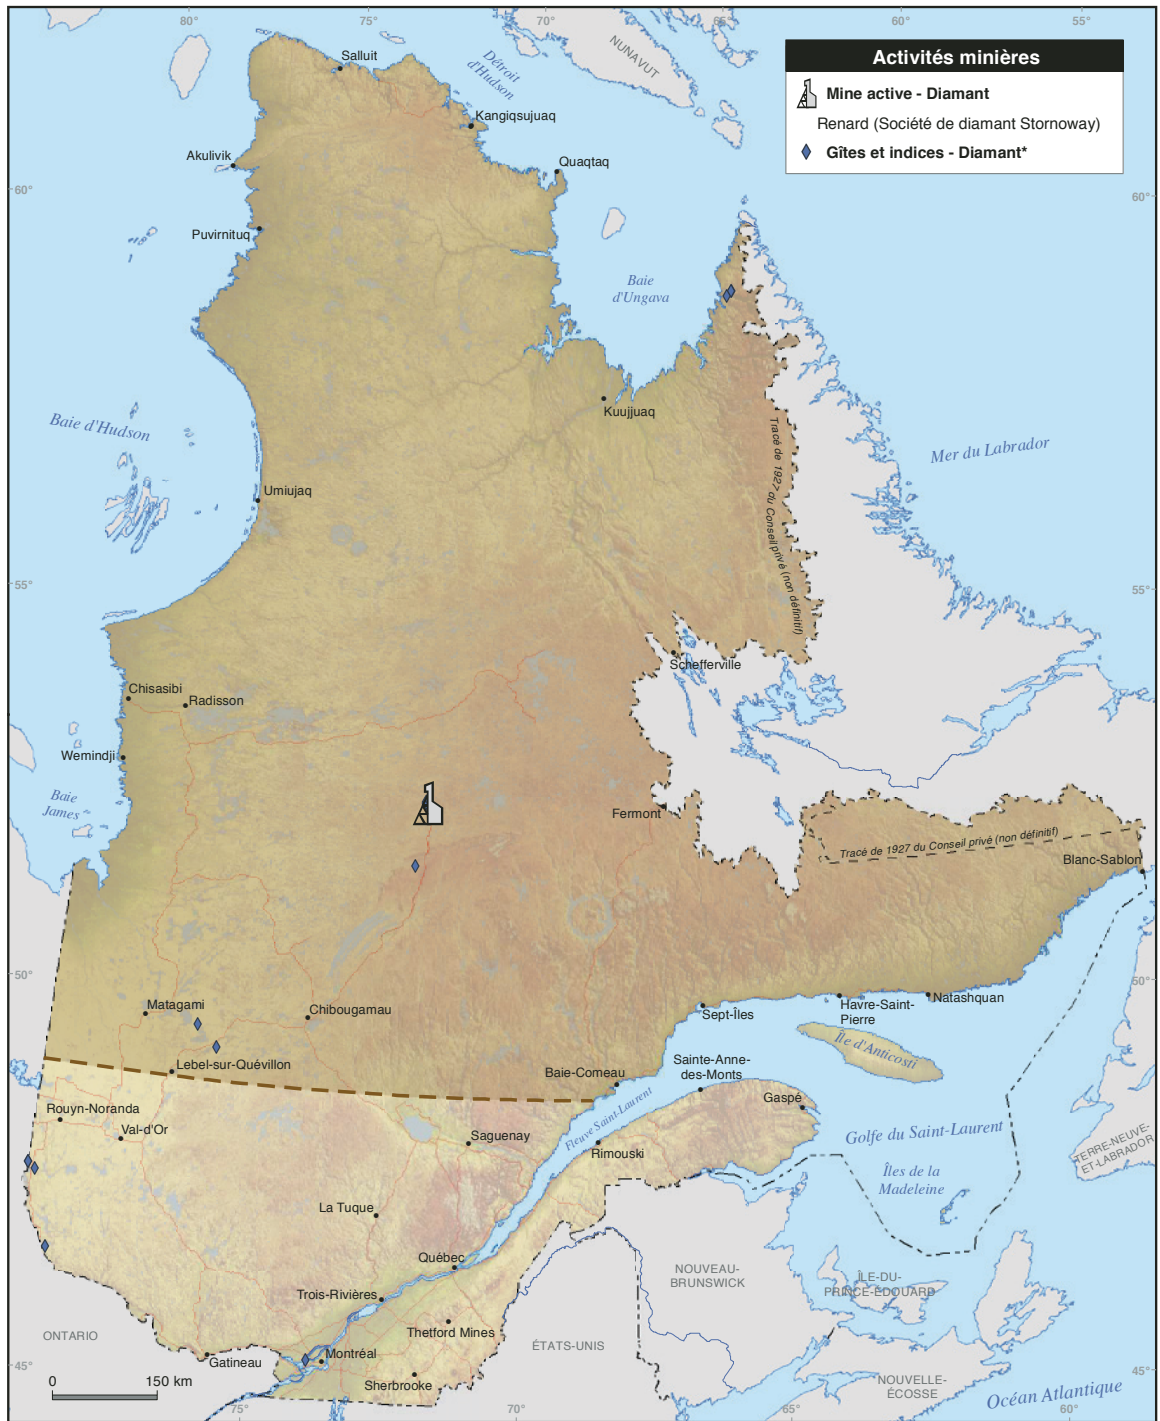 80°
75°
70°
65°
60°
55°
Activités minières
Mine active - Diamant
Renard (Société de diamant Stornoway)
Gîtes et indices - Diamant*
NUNAVUT
Détroit
d'Hudson
Salluit
Kangiqsujuaq
Akulivik
Quaqtaq
60°
60°
Puvirnituq
Baie
d'Ungava
Kuujjuaq
Baie d'Hudson
Mer du Labrador
Tracé de 1927 du Conseil privé (non définitif)
Umiujaq
55°
55°
Schefferville
Chisasibi
Radisson
Wemindji
Baie
James
Fermont
Tracé de 1927 du Conseil privé (non définitif)
Blanc-Sablon
50°
50°
Matagami
Chibougamau
Sept-Îles
Havre-Saint-
Pierre
Natashquan
Île d'Anticosti
Lebel-sur-Quévillon
Baie-Comeau
Sainte-Anne-
des-Monts
Gaspé
Rouyn-Noranda
Val-d'Or
Saguenay
Fleuve Saint-Laurent
Rimouski
Golfe du Saint-Laurent
TERRE-NEUVE-
ET-LABRADOR
Îles de la
Madeleine
La Tuque
Québec
NOUVEAU-
BRUNSWICK
ÎLE-DU-
PRINCE-ÉDOUARD
Trois-Rivières
Thetford Mines
ONTARIO
ÉTATS-UNIS
Gatineau
Montréal
Sherbrooke
NOUVELLE-
ÉCOSSE
Océan Atlantique
45°
45°
0
150 km
75°
70°
65°
60°